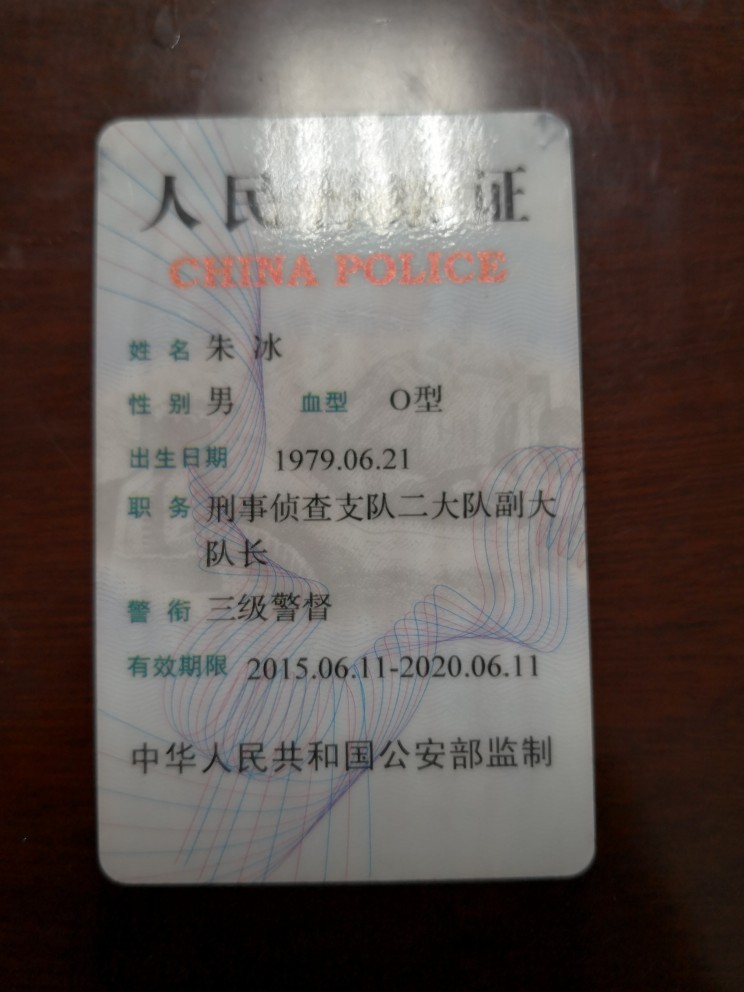 人民 证
CHINA POLICE
姓 名 朱 冰
性 别 男 血型 O型
出生日期 1979.06.21
职 务 刑事侦查支队二大队副大
队长
警 衔 三级警督
有效期限 2015.06.11-2020.06.11
中华人民共和国公安部监制